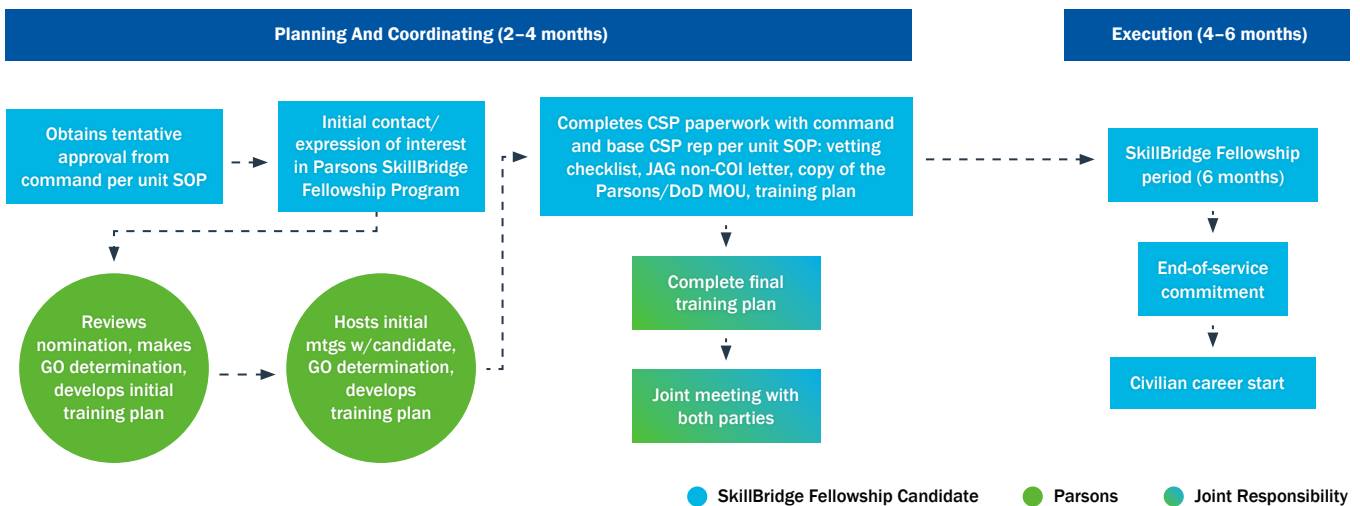 Planning And Coordinating (2–4 months)
Execution (4–6 months)
Obtains tentative
approval from
command per unit SOP
Initial contact/
expression of interest
in Parsons SkillBridge
Fellowship Program
Completes CSP paperwork with command
and base CSP rep per unit SOP: vetting
checklist, JAG non-COI letter, copy of the
Parsons/DoD MOU, training plan
SkillBridge Fellowship
period (6 months)
Reviews
nomination, makes
GO determination,
develops initial
training plan
Hosts initial
mtgs w/candidate,
GO determination,
develops
training plan
Complete final
training plan
Joint meeting with
both parties
End-of-service
commitment
Civilian career start
SkillBridge Fellowship Candidate
Parsons
Joint Responsibility